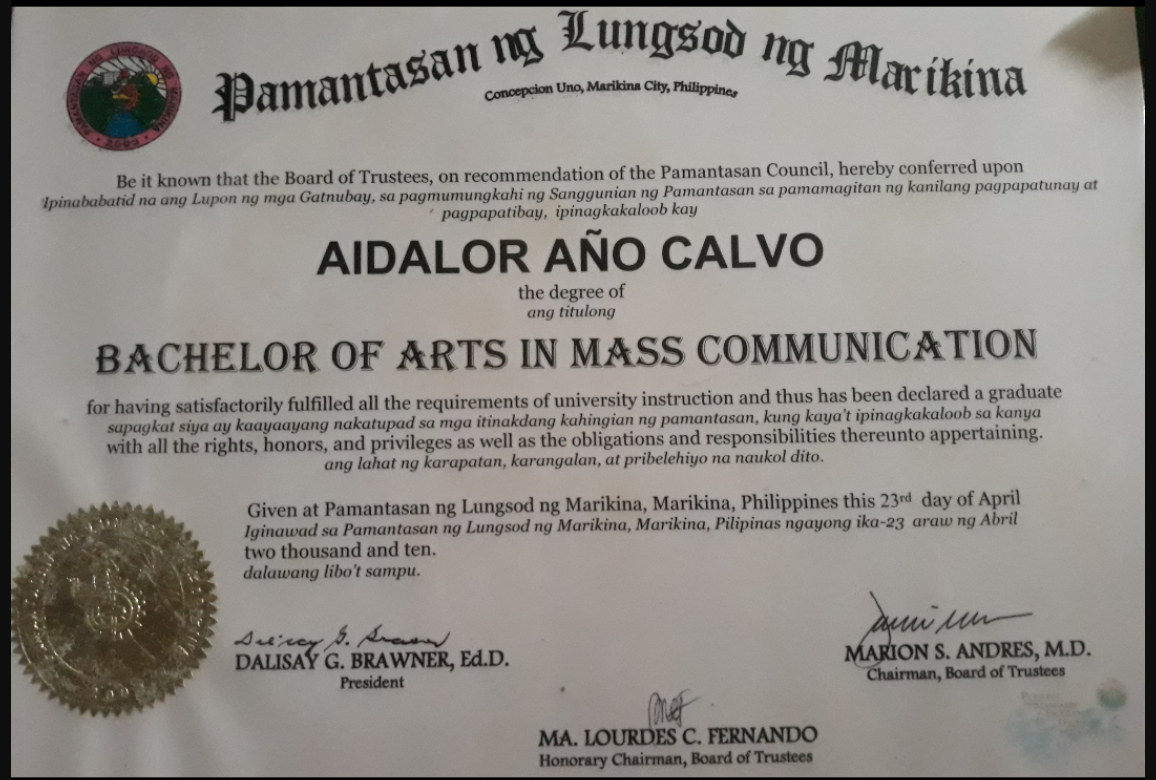 Pamantasan ng Lungsod ng Marikina
Concepcion Uno, Marikina City, Philippines
PAMANTASAN NG LUNGSOD NG MARIKINA
2003
Be it known that the Board of Trustees, on recommendation of the Pamantasan Council, hereby conferred upon
Ipinababatid na ang Lupon ng mga Gatnubay, sa pagmumungkahi ng Sanggunian ng Pamantasan sa pamamagitan ng kanilang pagpapatunay at
pagpapatibay, ipinagkakaloob kay
AIDALOR AÑO CALVO
the degree of
ang titulong
BACHELOR OF ARTS IN MASS COMMUNICATION
for having satisfactorily fulfilled all the requirements of university instruction and thus has been declared a graduate
sapagkat siya ay kaayaayang nakatupad sa mga itinakdang kahingian ng pamantasan, kung kaya't ipinagkakaloob sa kanya
with all the rights, honors, and privileges as well as the obligations and responsibilities thereunto appertaining.
ang lahat ng karapatan, karangalan, at pribelehiyo na naukol dito.
Given at Pamantasan ng Lungsod ng Marikina, Marikina, Philippines this 23rd day of April
Iginawad sa Pamantasan ng Lungsod ng Marikina, Marikina, Pilipinas ngayong ika-23 araw ng Abril
two thousand and ten.
dalawang libo't sampu.
DALISAY G. BRAWNER, Ed.D.
President
MARION S. ANDRES, M.D.
Chairman, Board of Trustees
MA. LOURDES C. FERNANDO
Honorary Chairman, Board of Trustees